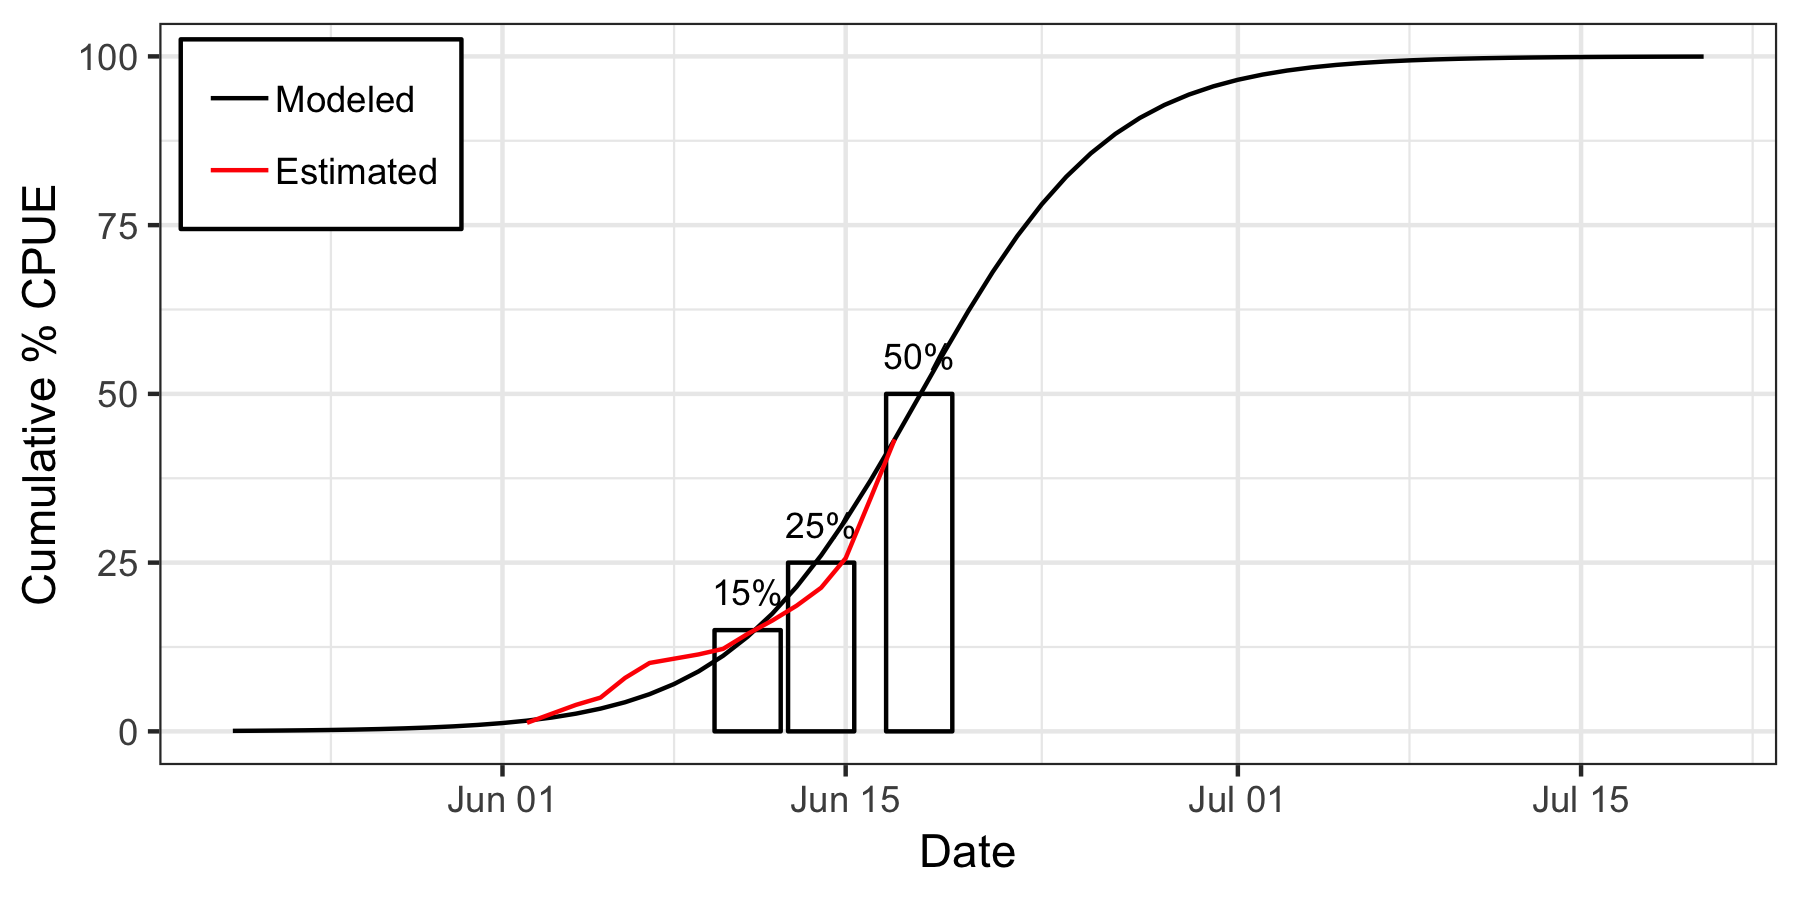 100
75
50
25
0
Cumulative % CPUE
Modeled
Estimated
15%
25%
50%
Jun 01
Jun 15
Jul 01
Jul 15
Date